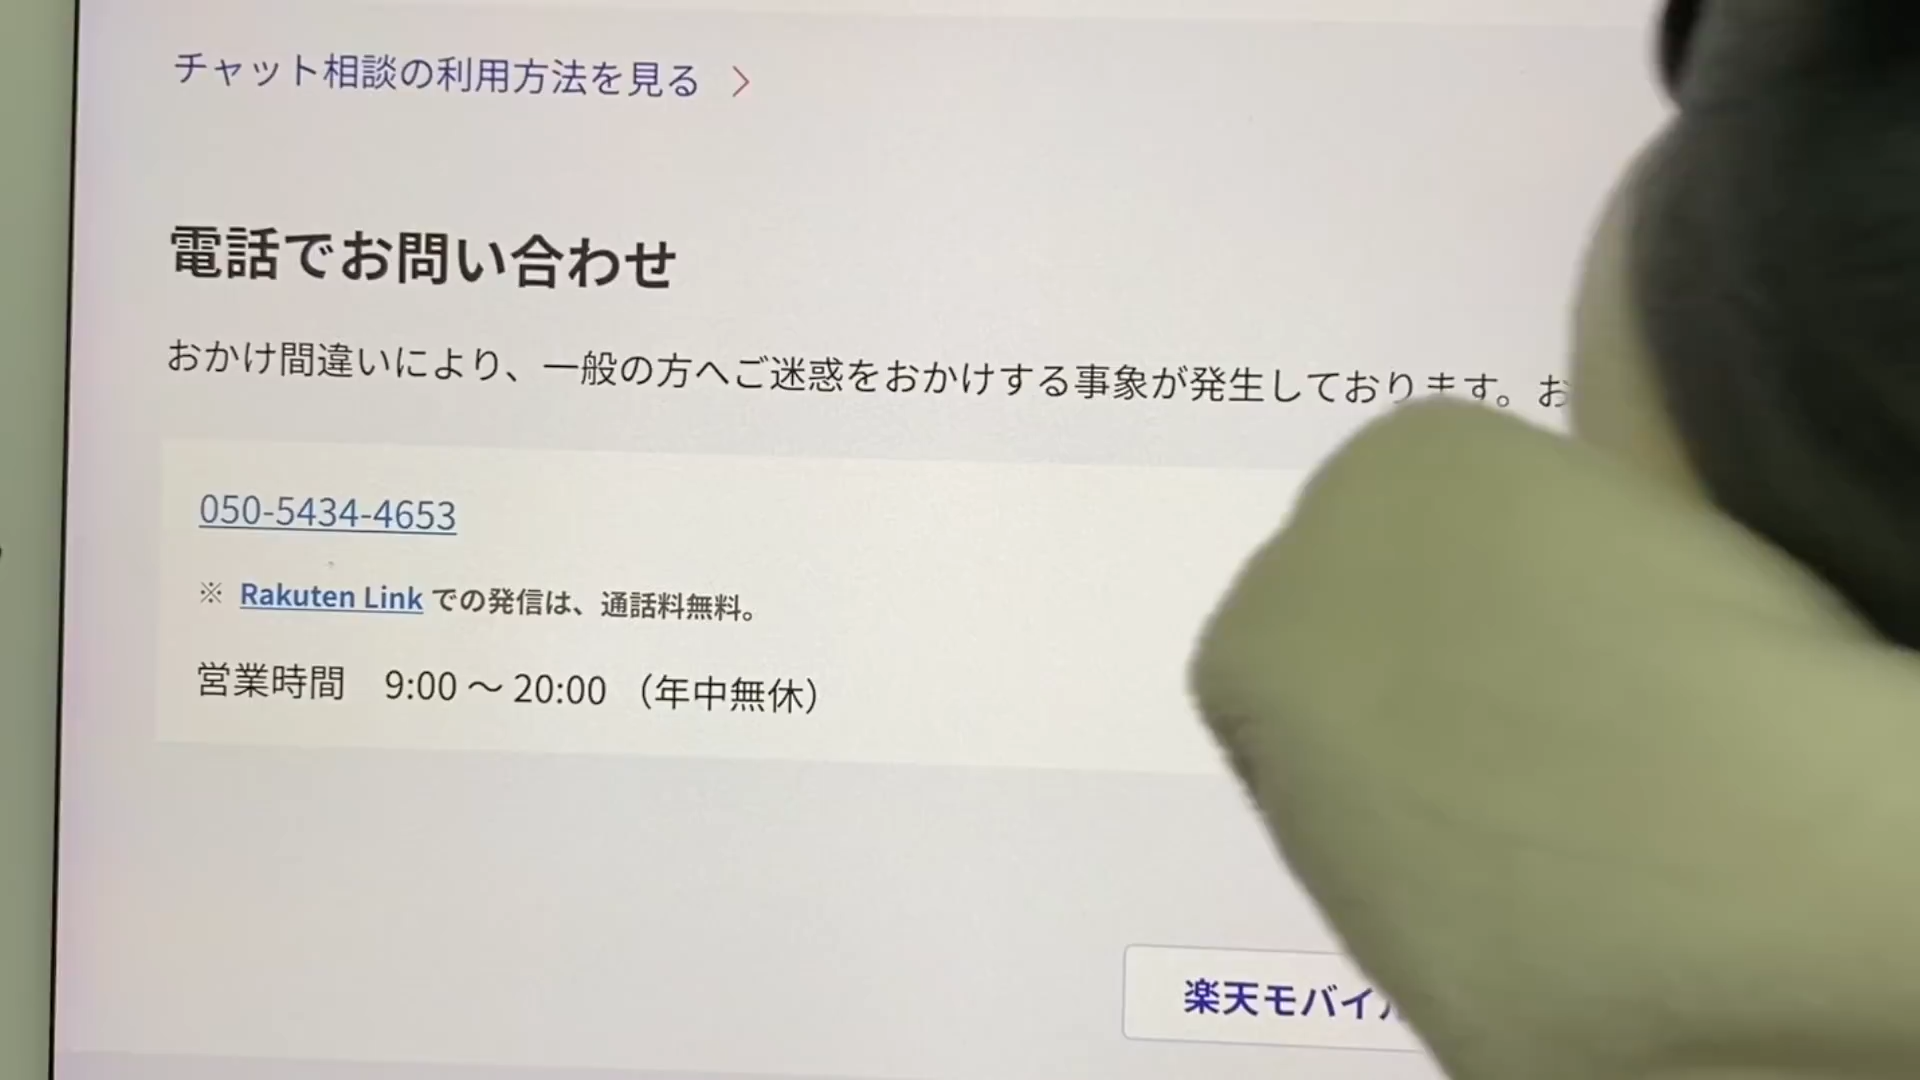 チャット相談の利用方法を見る >
電話でお問い合わせ
おかけ間違いにより、一般の方へご迷惑をおかけする事象が発生しております。お
050-5434-4653
※ Rakuten Link での発信は、通話料無料。
営業時間 9:00 〜 20:00 （年中無休）
楽天モバイル